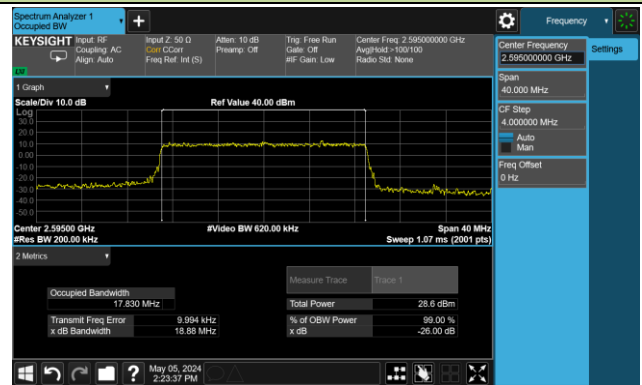 Spectrum Analyzer 1
Occupied BW
Frequency
KEYSIGHT
Input: RF
Coupling: AC
Align: Auto
Input Z: 50 Ω
Corr CCorr
Freq Ref: Int (S)
Atten: 10 dB
Preamp: Off
Trig: Free Run
Gate: Off
#IF Gain: Low
Center Freq: 2.595000000 GHz
Avg|Hold:>100/100
Radio Std: None
Center Frequency
2.595000000 GHz
Settings
Span
40.000 MHz
CF Step
4.000000 MHz
Auto
Man
Freq Offset
0 Hz
1 Graph
Scale/Div 10.0 dB
Ref Value 40.00 dBm
Log
30.0
20.0
10.0
0.00
-10.0
-20.0
-30.0
-40.0
-50.0
Center 2.59500 GHz
#Video BW 620.00 kHz
Span 40 MHz
#Res BW 200.00 kHz
Sweep 1.07 ms (2001 pts)
2 Metrics
Measure Trace
Trace 1
Occupied Bandwidth
17.830 MHz
Total Power
28.6 dBm
Transmit Freq Error
9.994 kHz
% of OBW Power
99.00 %
x dB Bandwidth
18.88 MHz
x dB
-26.00 dB
May 05, 2024
2:23:37 PM